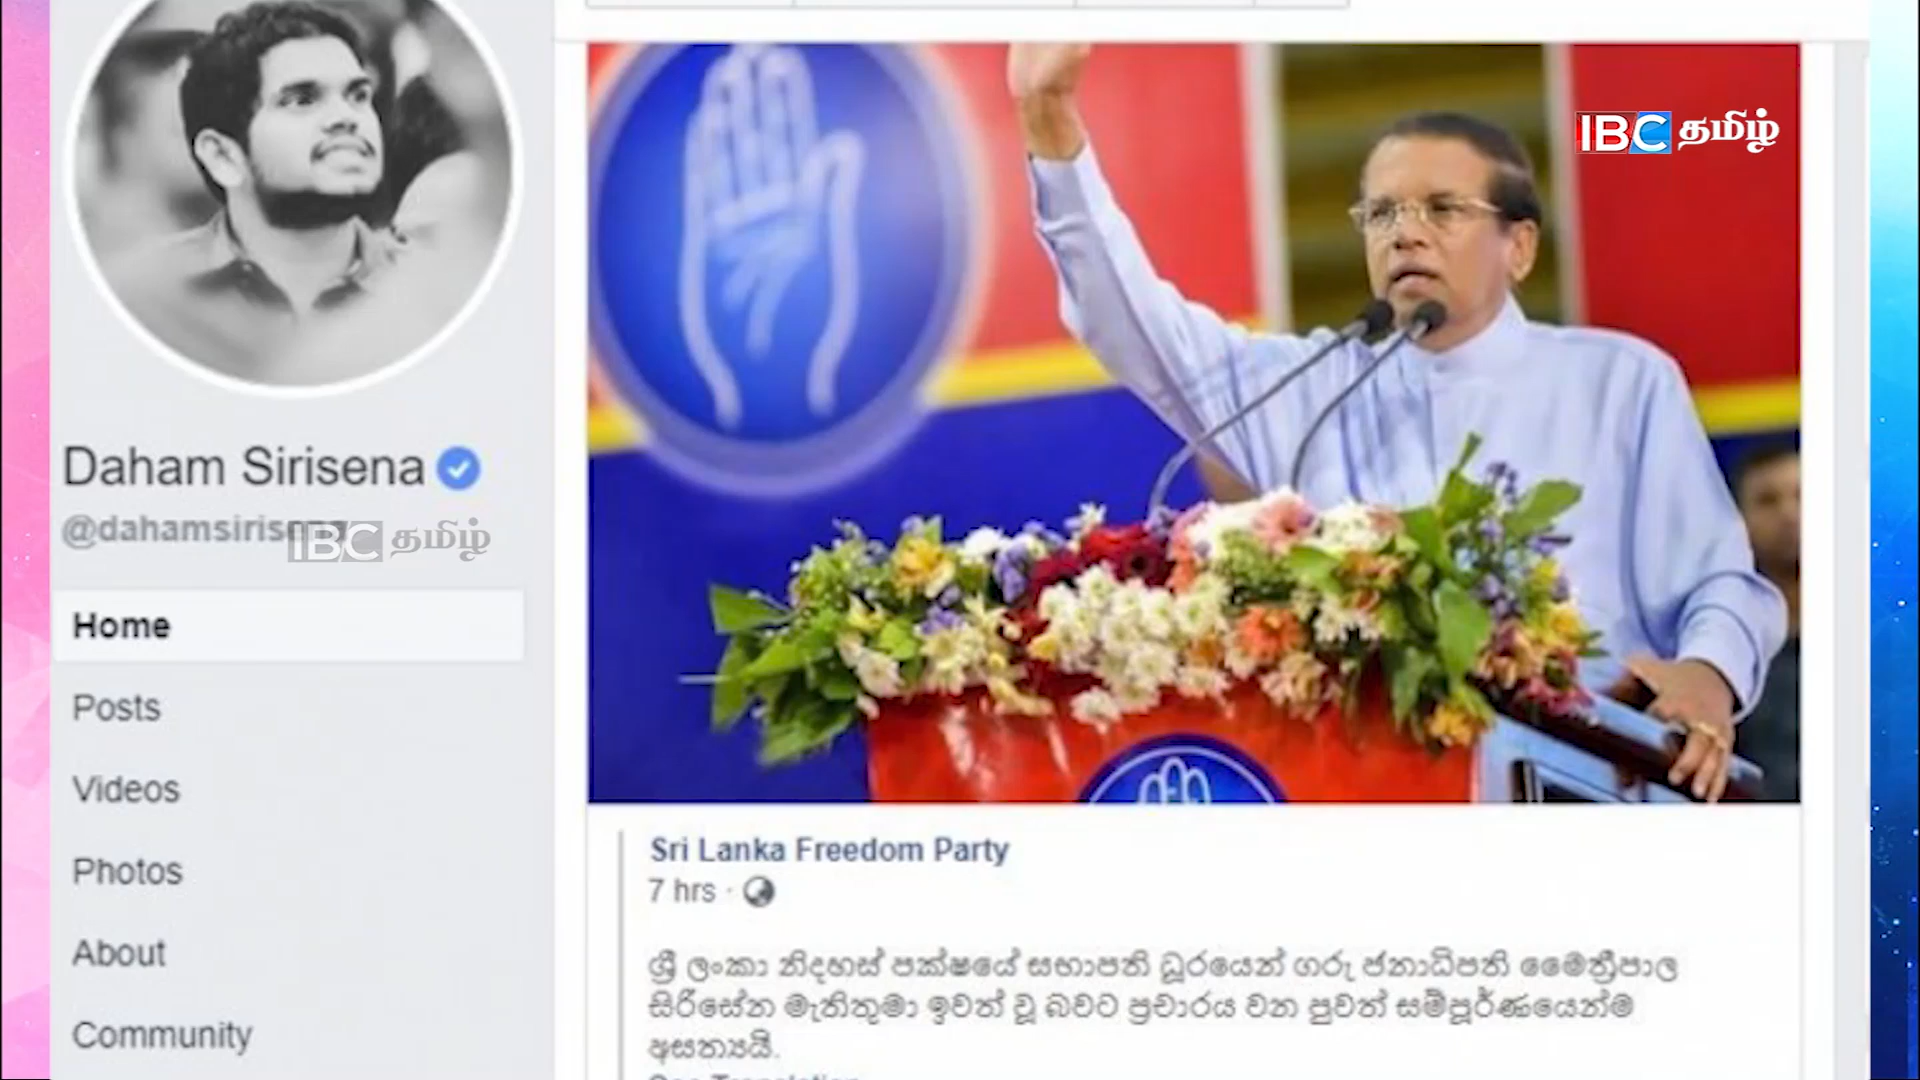 IBC தமிழ்
Daham Sirisena
@dahamsirisena
IBC தமிழ்
Home
Posts
Videos
Photos
About
Community
Sri Lanka Freedom Party
7 hrs ·
ශ්‍රී ලංකා නිදහස් පක්ෂයේ සභාපති ධූරයෙන් ගරු ජනාධිපති මෛත්‍රීපාල
සිරිසේන මැතිතුමා ඉවත් වූ බවට ප්‍රචාරය වන පුවත් සම්පූර්ණයෙන්ම
අසත්‍යයි.